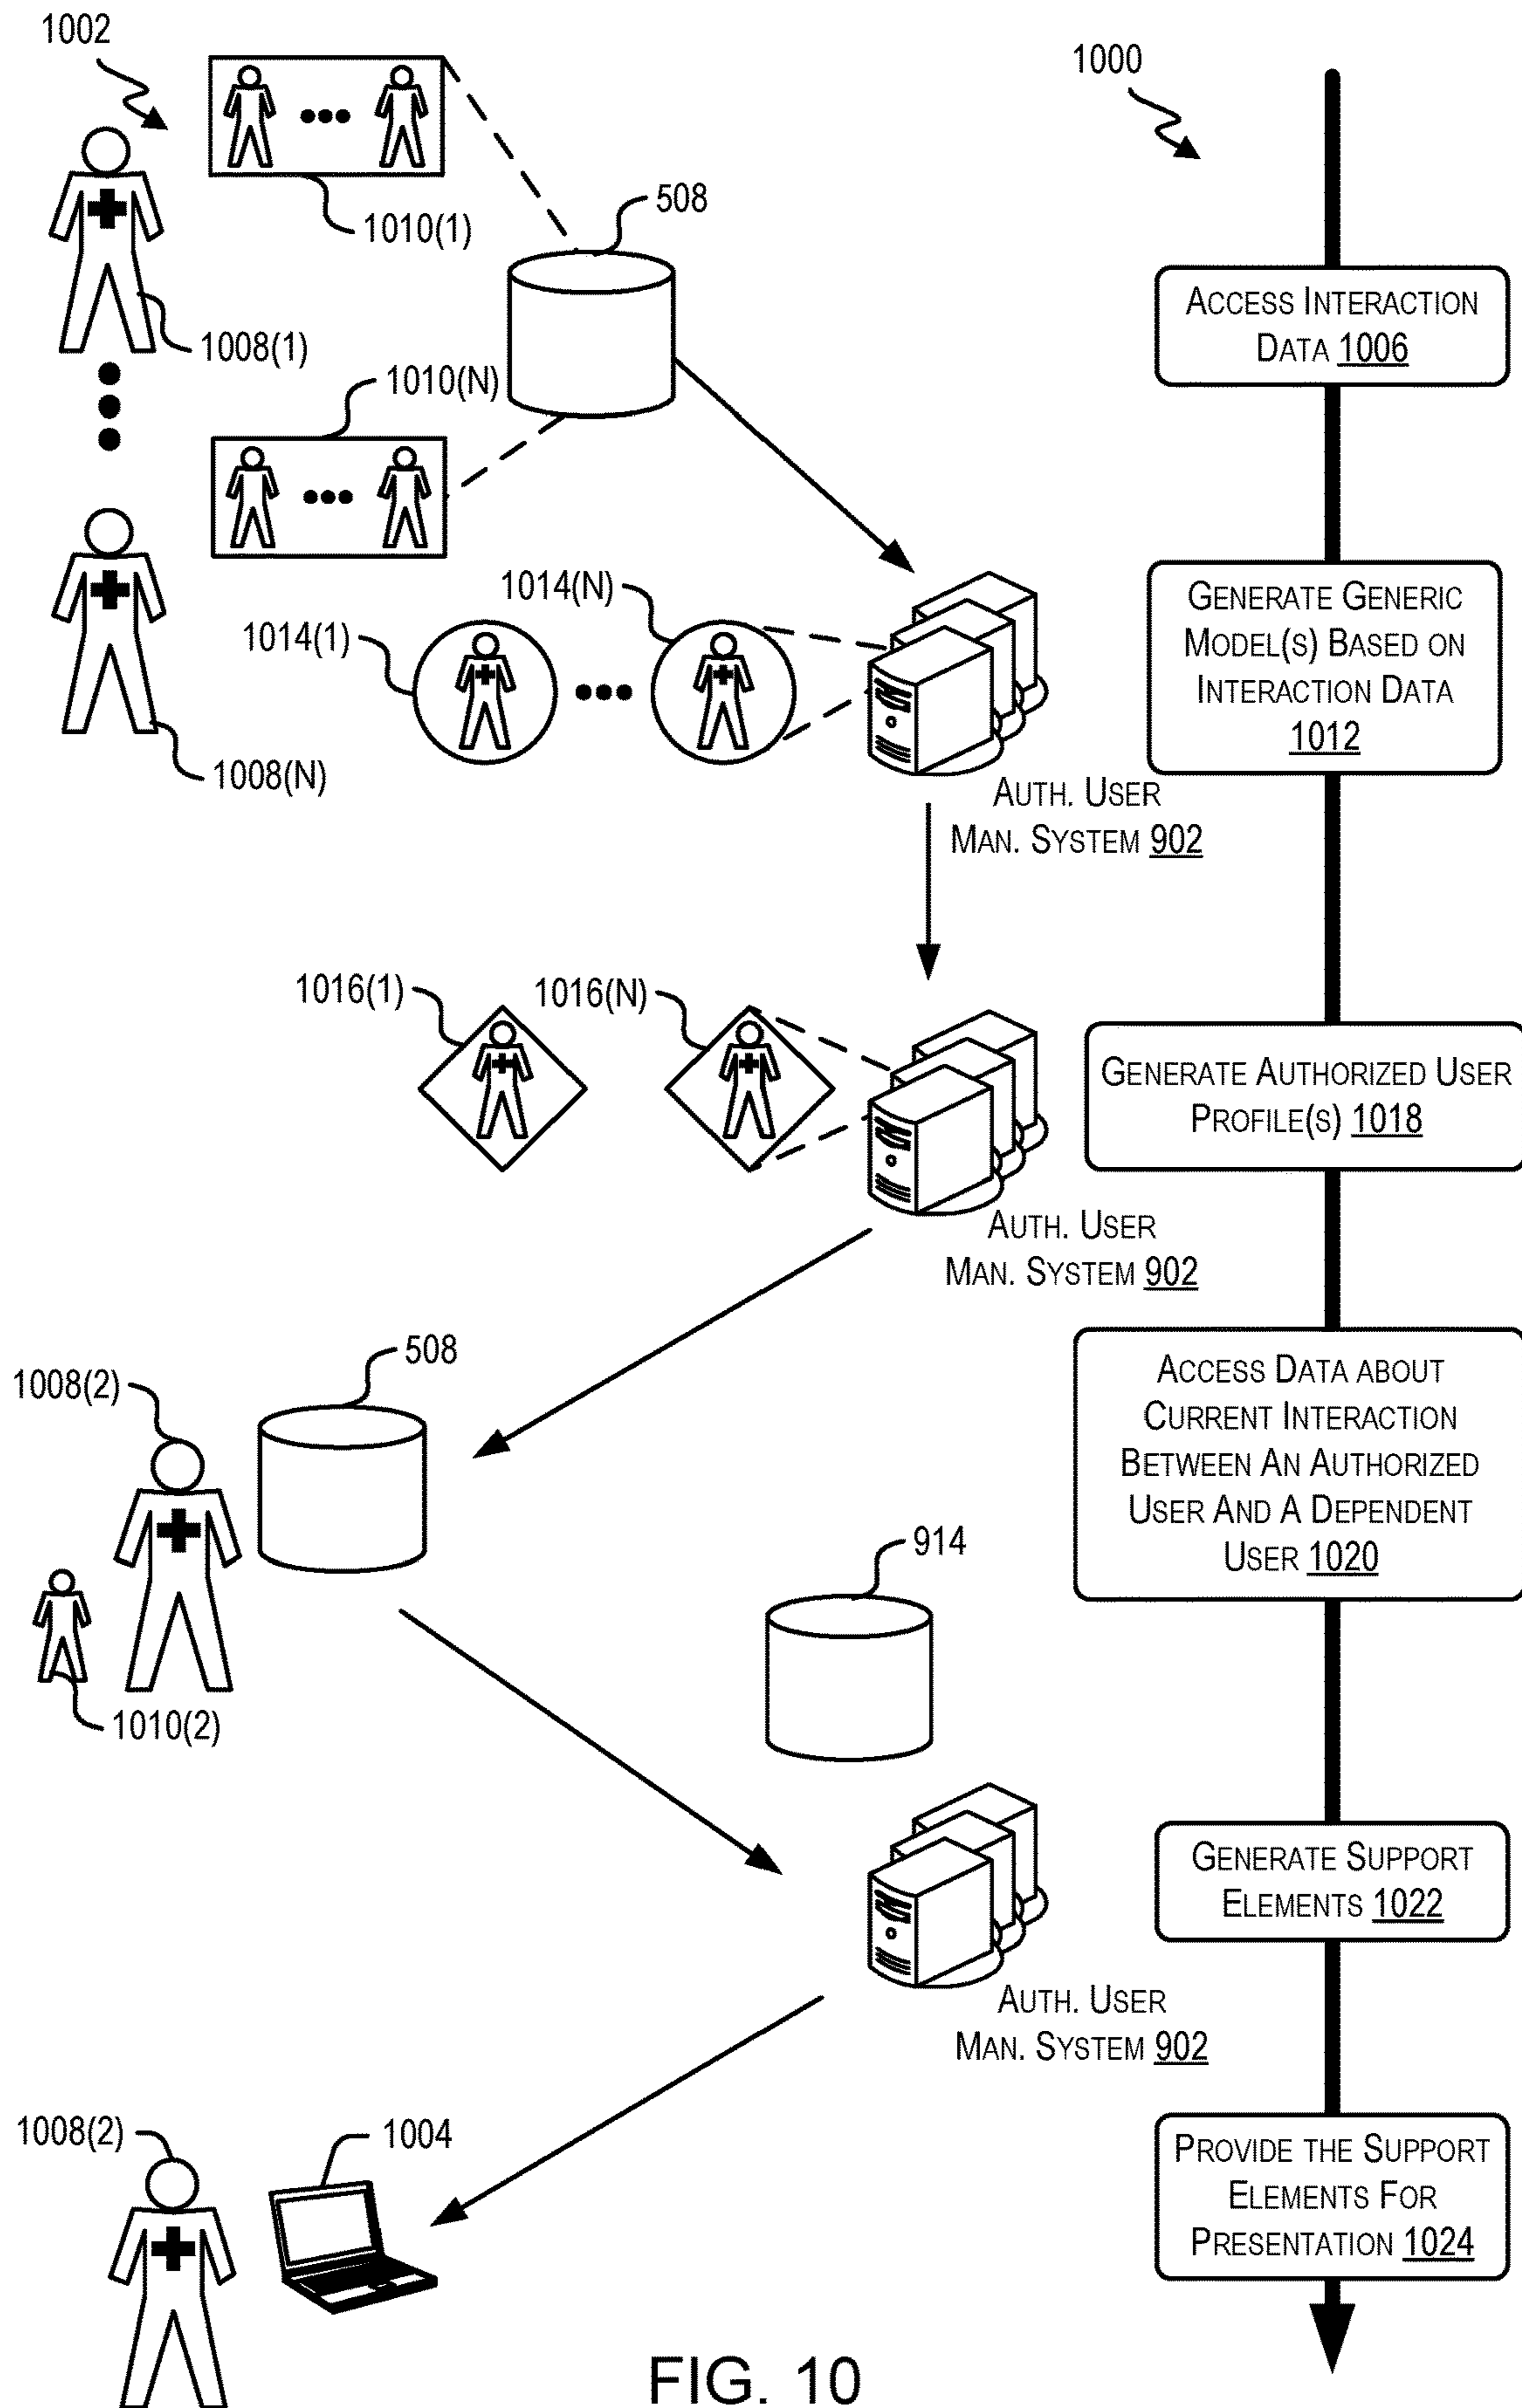 1002
1000
1010(1)
508
ACCESS INTERACTION
DATA 1006
1008(1)
1010(N)
1014(N)
1014(1)
GENERATE GENERIC
MODEL(S) BASED ON
INTERACTION DATA
1012
1008(N)
AUTH. USER
MAN. SYSTEM 902
1016(1)
1016(N)
GENERATE AUTHORIZED USER
PROFILE(S) 1018
AUTH. USER
MAN. SYSTEM 902
508
1008(2)
ACCESS DATA ABOUT
CURRENT INTERACTION
BETWEEN AN AUTHORIZED
USER AND A DEPENDENT
USER 1020
914
1010(2)
GENERATE SUPPORT
ELEMENTS 1022
AUTH. USER
MAN. SYSTEM 902
1008(2)
1004
PROVIDE THE SUPPORT
ELEMENTS FOR
PRESENTATION 1024
FIG. 10